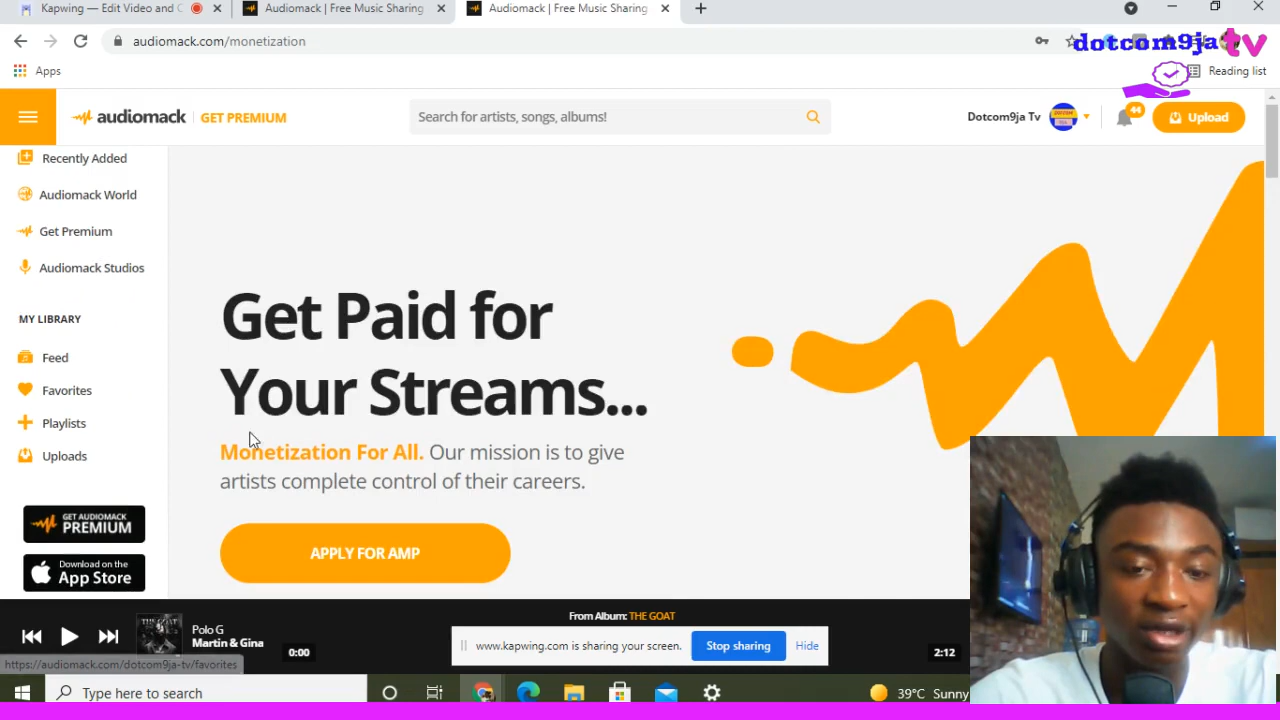 Kapwing — Edit Video and C
Audiomack | Free Music Sharing
Audiomack | Free Music Sharing
audiomack.com/monetization
dotcom9ja tv
Apps
Reading list
audiomack
GET PREMIUM
Search for artists, songs, albums!
Dotcom9ja Tv
44
Upload
Recently Added
Audiomack World
Get Premium
Audiomack Studios
MY LIBRARY
Feed
Favorites
Playlists
Uploads
GET AUDIOMACK
PREMIUM
Download on the
App Store
Get Paid for
Your Streams...
Monetization For All. Our mission is to give
artists complete control of their careers.
APPLY FOR AMP
From Album: THE GOAT
Polo G
Martin & Gina
0:00
www.kapwing.com is sharing your screen.
Stop sharing
Hide
2:12
https://audiomack.com/dotcom9ja-tv/favorites
Type here to search
39°C Sunny